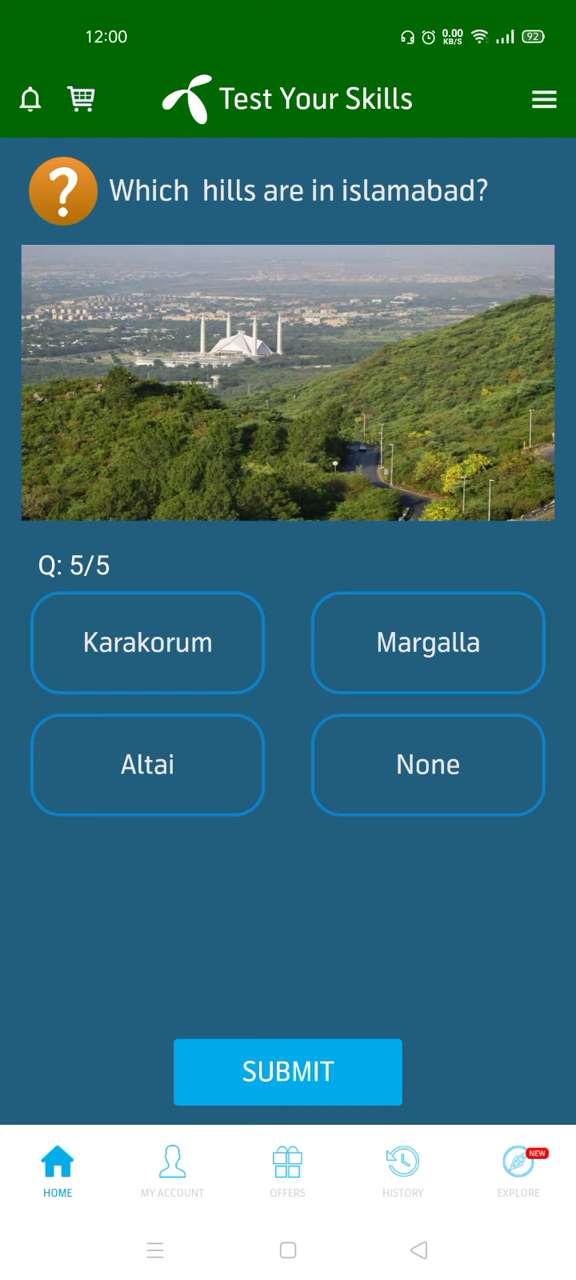 12:00
0.00
KB/S
92
Test Your Skills
? Which hills are in islamabad?
Q: 5/5
Karakorum
Margalla
Altai
None
SUBMIT
NEW
HOME
MY ACCOUNT
OFFERS
HISTORY
EXPLORE